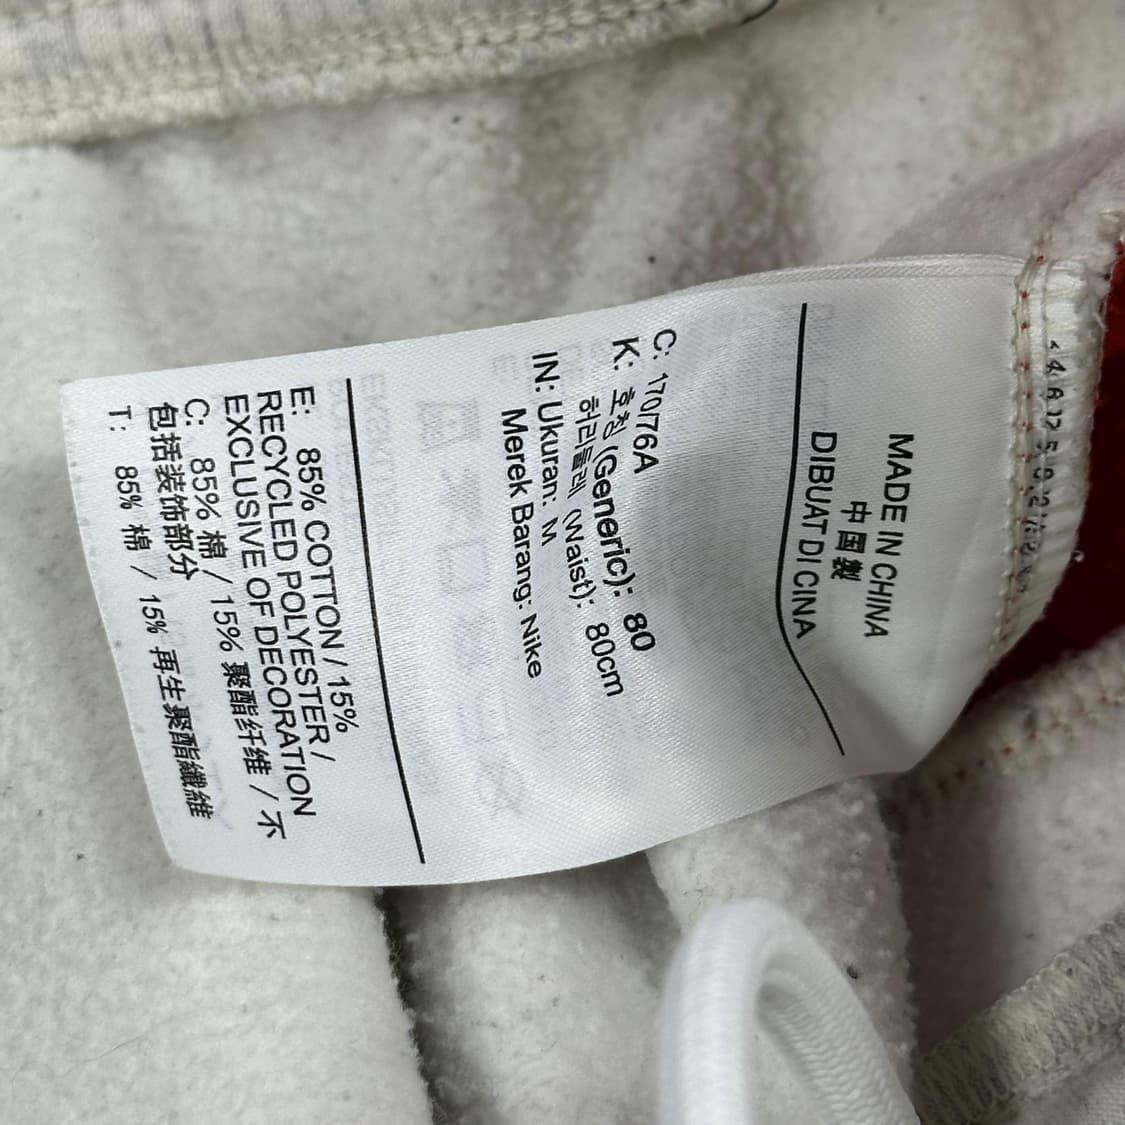 MADE IN CHINA
中国製
DIBUAT DI CINA
C: 170/76A
K: 호칭 (Generic): 80
허리둘레 (Waist): 80cm
IN: Ukuran: M
Merek Barang: Nike
E: 85% COTTON / 15%
RECYCLED POLYESTER /
EXCLUSIVE OF DECORATION
C: 85% 棉 / 15% 聚酯纤维 / 不
包括装饰部分
T: 85% 棉 / 15% 再生聚酯纖維